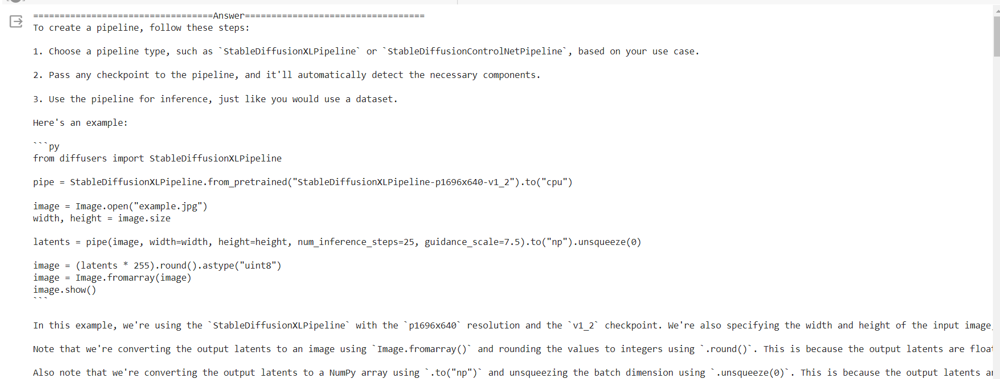 =================================Answer==================================
To create a pipeline, follow these steps:
1. Choose a pipeline type, such as `StableDiffusionXLPipeline` or `StableDiffusionControlNetPipeline`, based on your use case.
2. Pass any checkpoint to the pipeline, and it'll automatically detect the necessary components.
3. Use the pipeline for inference, just like you would use a dataset.
Here's an example:
```py
from diffusers import StableDiffusionXLPipeline
pipe = StableDiffusionXLPipeline.from_pretrained("StableDiffusionXLPipeline-p1696x640-v1_2").to("cpu")
image = Image.open("example.jpg")
width, height = image.size
latents = pipe(image, width=width, height=height, num_inference_steps=25, guidance_scale=7.5).to("np").unsqueeze(0)
image = (latents * 255).round().astype("uint8")
image = Image.fromarray(image)
image.show()
```
In this example, we're using the `StableDiffusionXLPipeline` with the `p1696x640` resolution and the `v1_2` checkpoint. We're also specifying the width and height of the input image
Note that we're converting the output latents to an image using `Image.fromarray()` and rounding the values to integers using `.round()`. This is because the output latents are
Also note that we're converting the output latents to a NumPy array using `.to("np")` and unsqueezing the batch dimension using `.unsqueeze(0)`. This is because the output latents